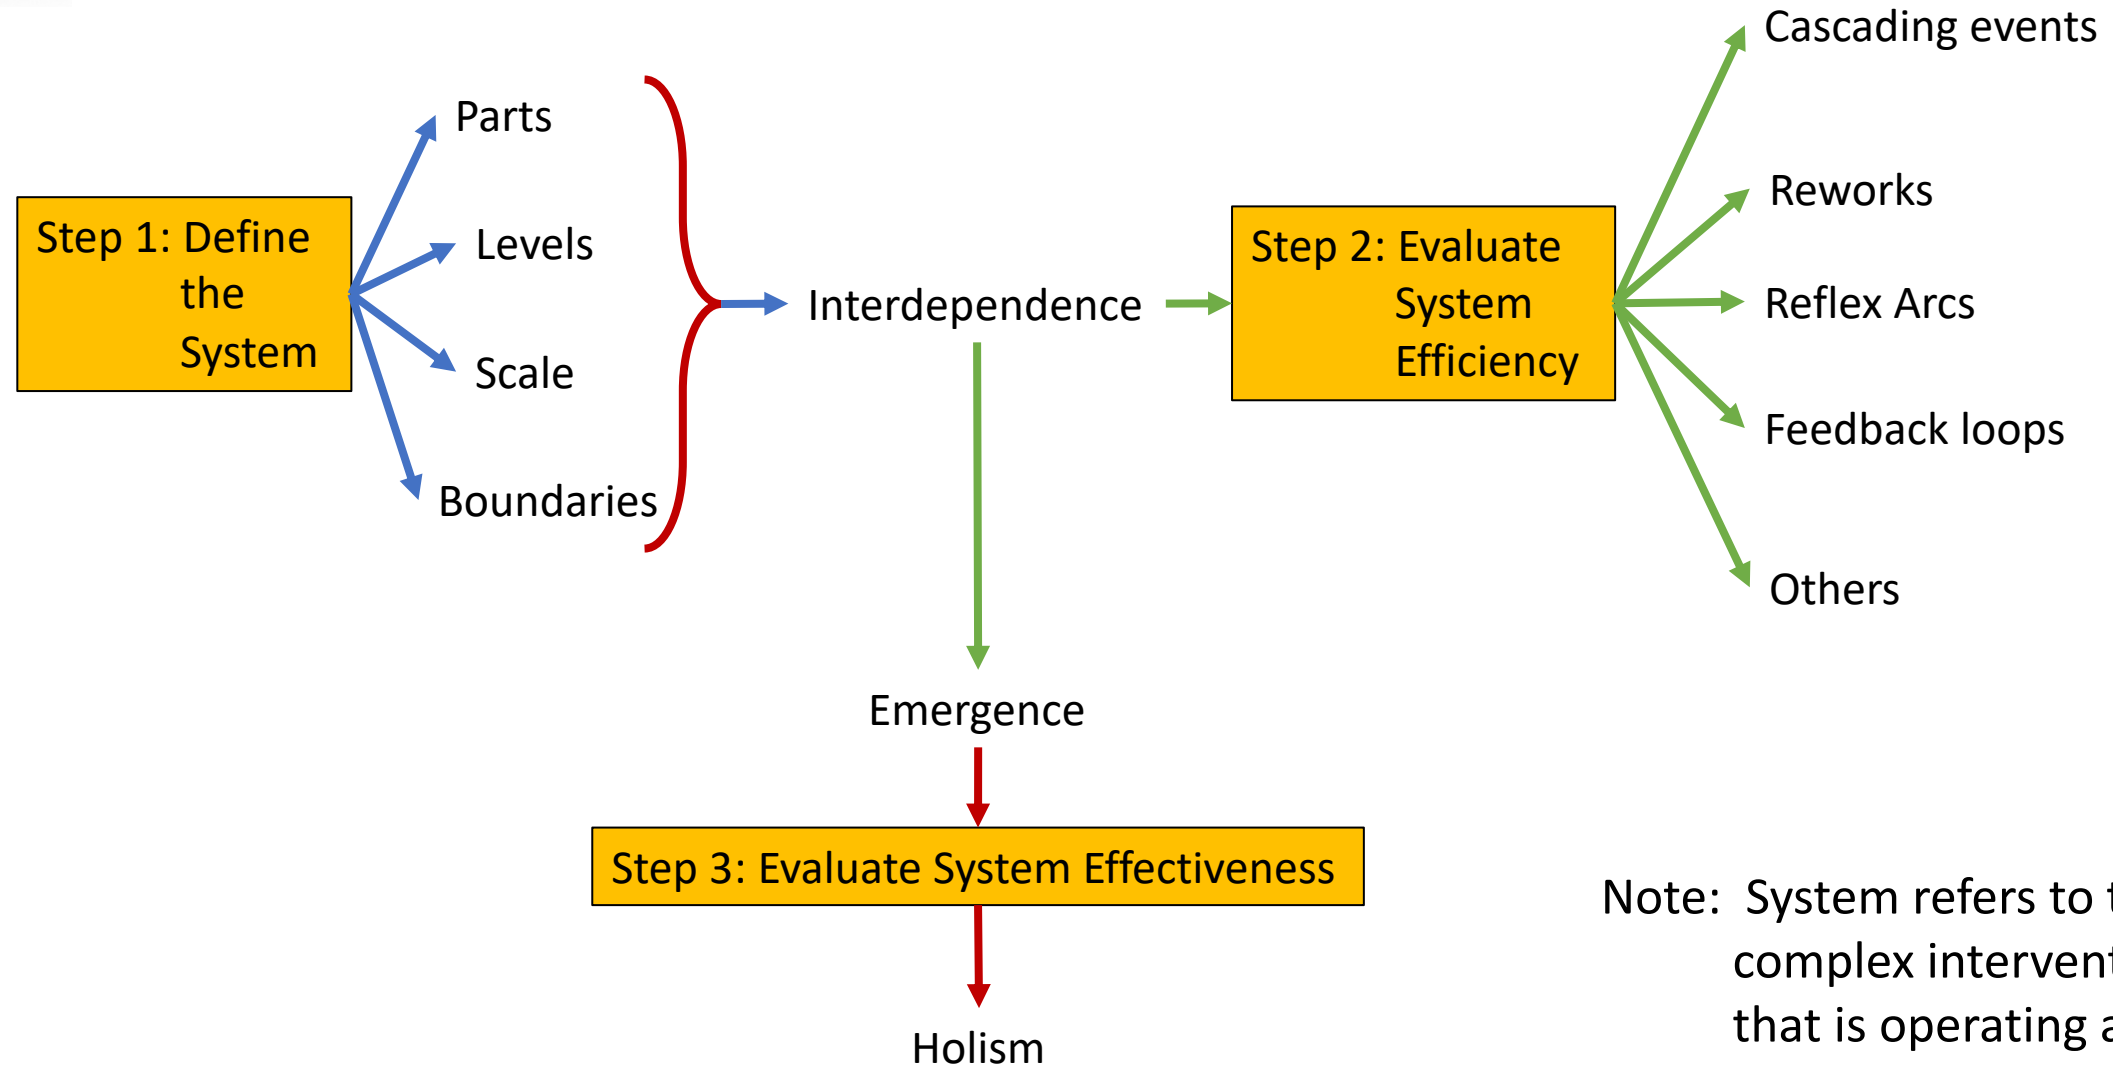 Cascading events
Parts
Reworks
Step 1: Define
the
System
Levels
Step 2: Evaluate
System
Efficiency
Interdependence
Reflex Arcs
Scale
Feedback loops
Boundaries
Others
Emergence
Step 3: Evaluate System Effectiveness
Note: System refers to
complex
that is operating
Holism